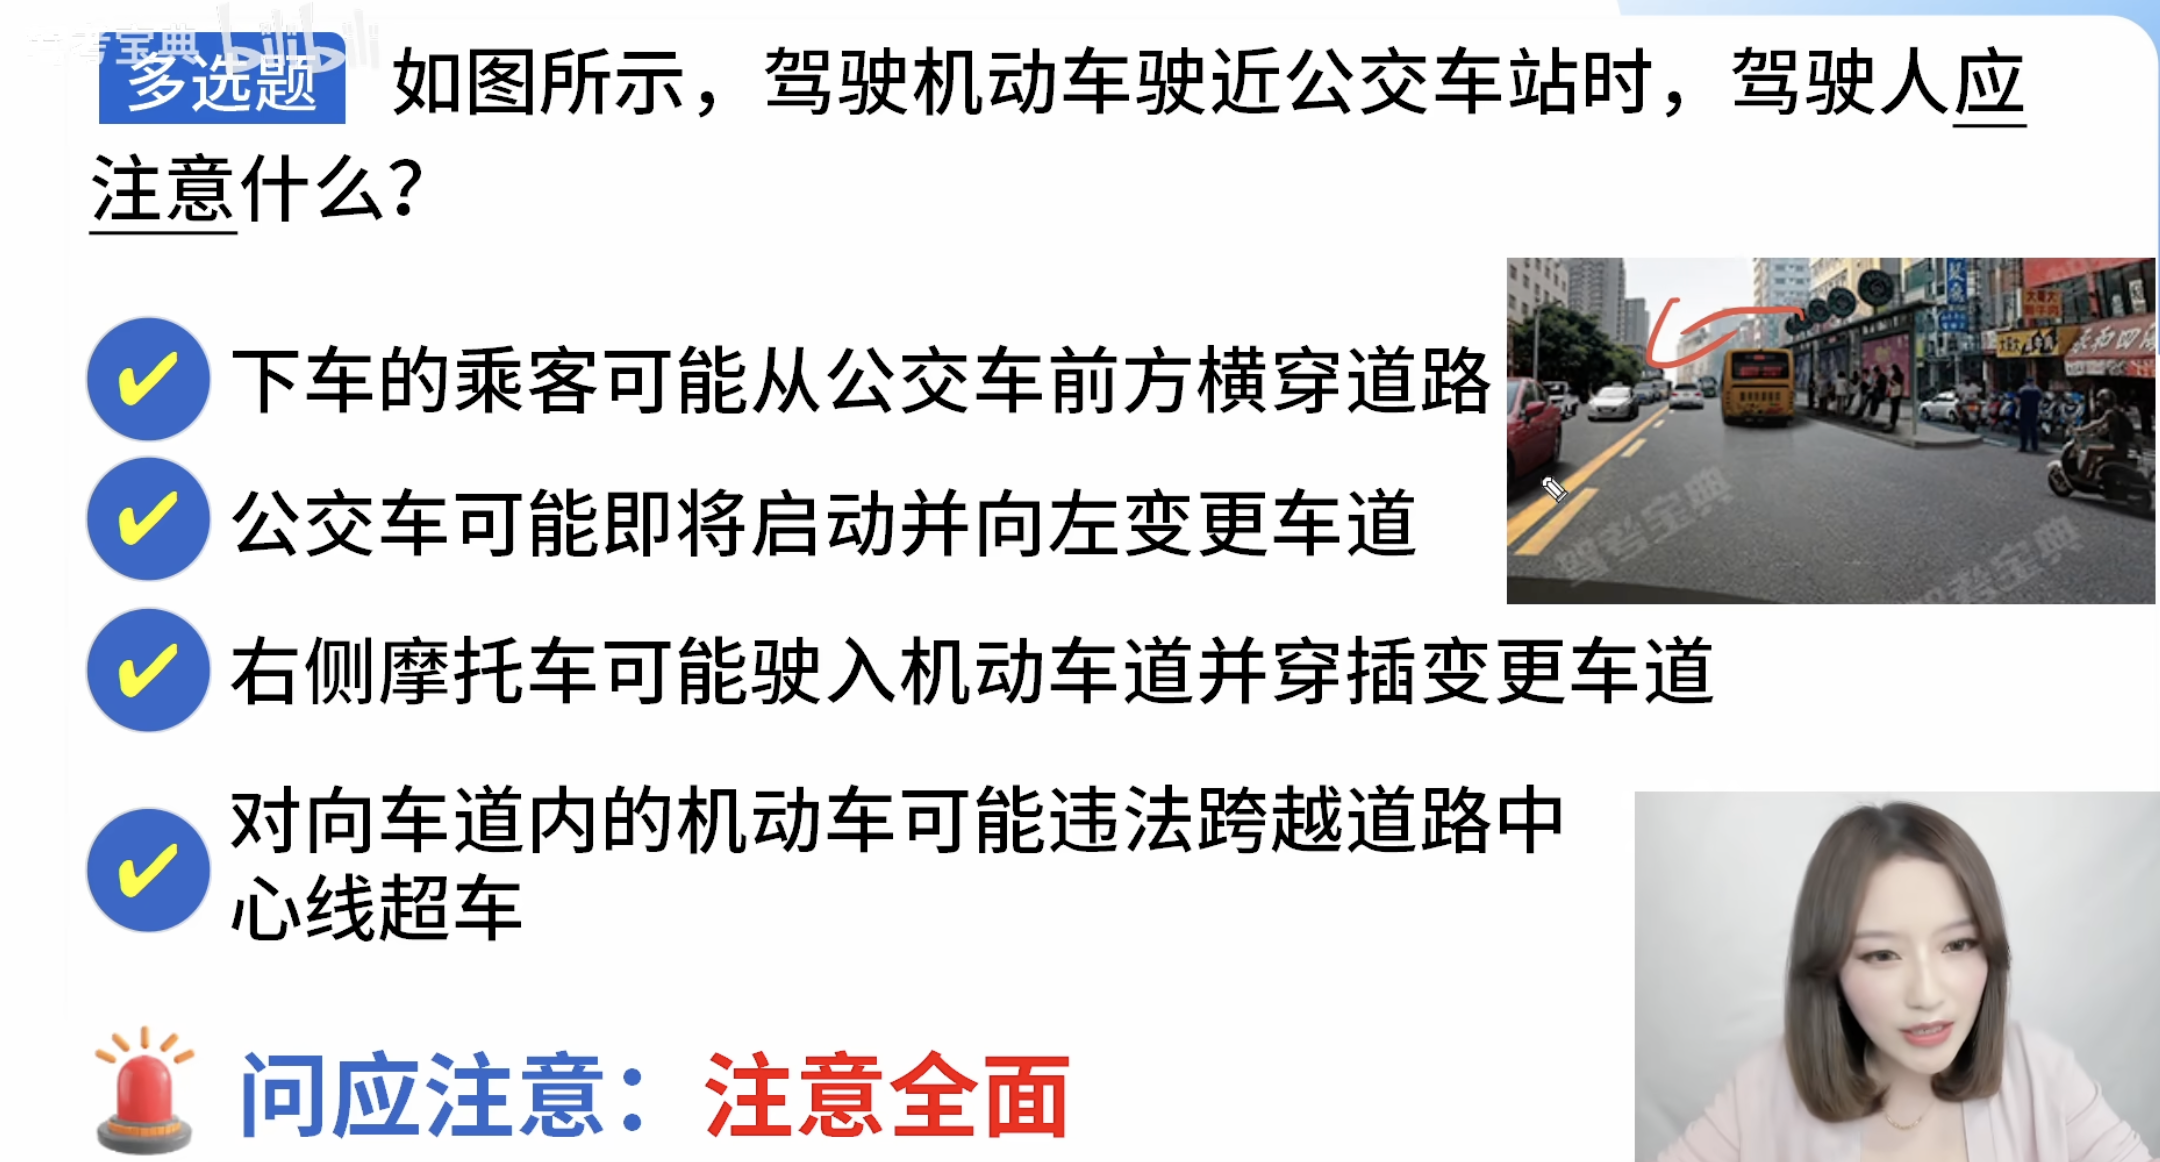 考宝典 bilibili
多选题 如图所示，驾驶机动车驶近公交车站时，驾驶人应
注意什么？
下车的乘客可能从公交车前方横穿道路
公交车可能即将启动并向左变更车道
右侧摩托车可能驶入机动车道并穿插变更车道
对向车道内的机动车可能违法跨越道路中
心线超车
驾考宝典
驾考宝典
问应注意：注意全面